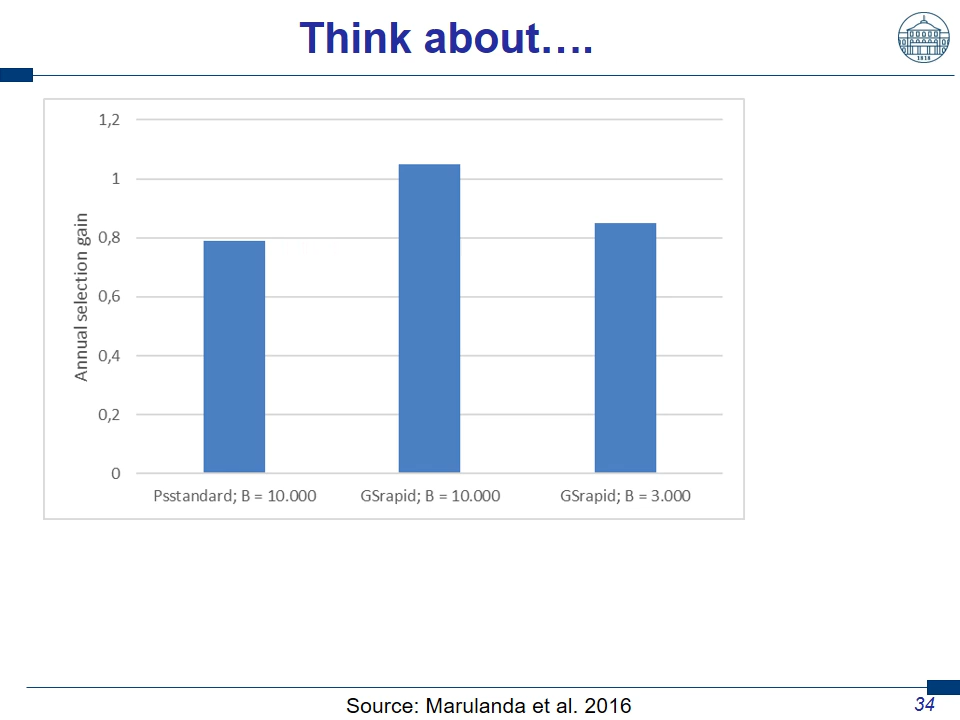 Think about….
1,2
1
0,8
0,6
0,4
0,2
0
Annual selection gain
Psstandard; B = 10.000
GSrapid; B = 10.000
GSrapid; B = 3.000
1818
Source: Marulanda et al. 2016
34